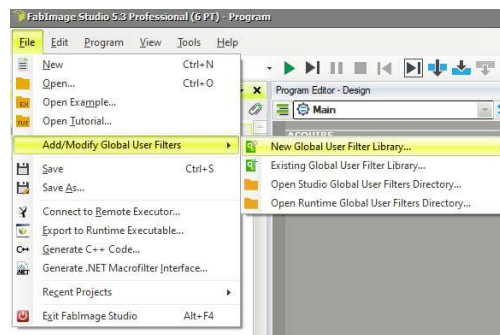 FabImage Studio 5.3 Professional (6 PT) - Program
File Edit Program View Tools Help
New Ctrl+N
Open... Ctrl+O
Open Example...
Open Tutorial...
Add/Modify Global User Filters
Save Ctrl+S
Save As...
Connect to Remote Executor...
Export to Runtime Executable...
Generate C++ Code...
Generate .NET Macrofilter Interface...
Recent Projects
Exit FabImage Studio Alt+F4
Program Editor - Design
Main
ACQUIRE
New Global User Filter Library...
Existing Global User Filter Library...
Open Studio Global User Filters Directory...
Open Runtime Global User Filters Directory...